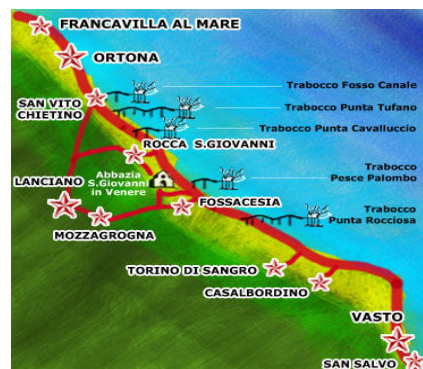 FRANCAVILLA AL MARE
ORTONA
Trabocco Fosso Canale
SAN VITO
CHIETINO
Trabocco Punta Tufano
Trabocco Punta Cavalluccio
ROCCA S.GIOVANNI
Abbazia
S.Giovanni
in Venere
Trabocco
Pesce Palombo
LANCIANO
FOSSACESIA
Trabocco
Punta Rocciosa
MOZZAGROGNA
TORINO DI SANGRO
CASALBORDINO
VASTO
SAN SALVO